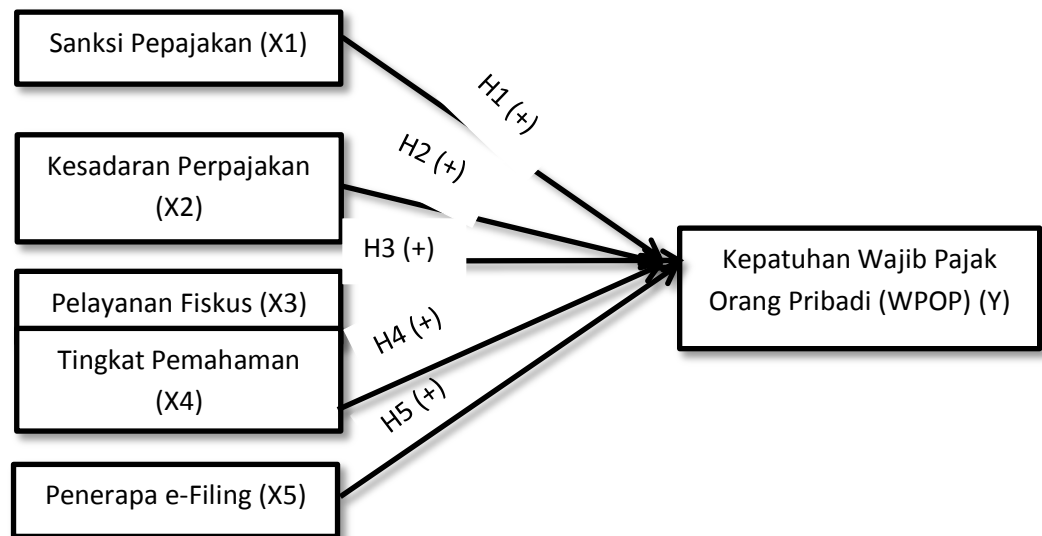 Sanksi Pepajakan (X1)
H1 (+)
Kesadaran Perpajakan
(X2)
H2 (+)
H3 (+)
Pelayanan Fiskus (X3)
Tingkat Pemahaman
(X4)
H4 (+)
H5 (+)
Penerapa e-Filing (X5)
Kepatuhan Wajib Pajak
Orang Pribadi (WPOP) (Y)